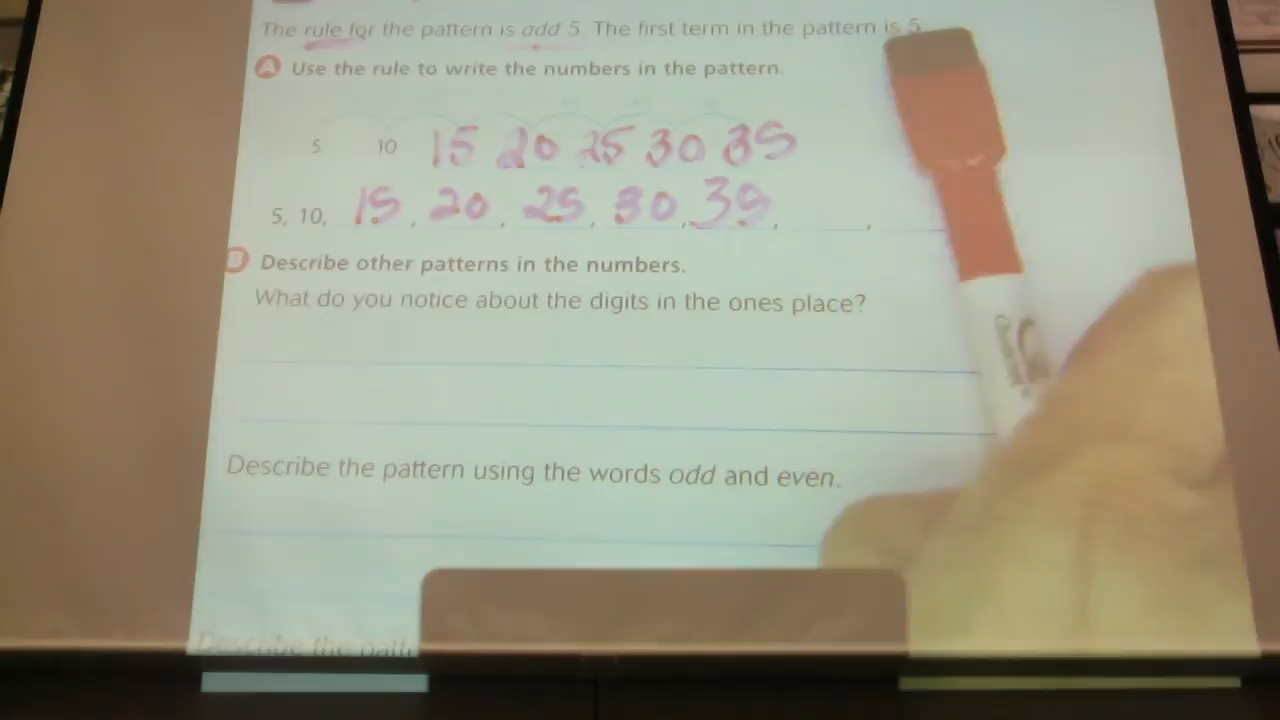 The rule for the pattern is add 5 The first term in the pattern is 5
A Use the rule to write the numbers in the pattern.
5 10 15 20 25 30 35
5, 10, 15, 20, 25, 30, 35,
B Describe other patterns in the numbers.
What do you notice about the digits in the ones place?
Describe the pattern using the words odd and even.
Describe the patt